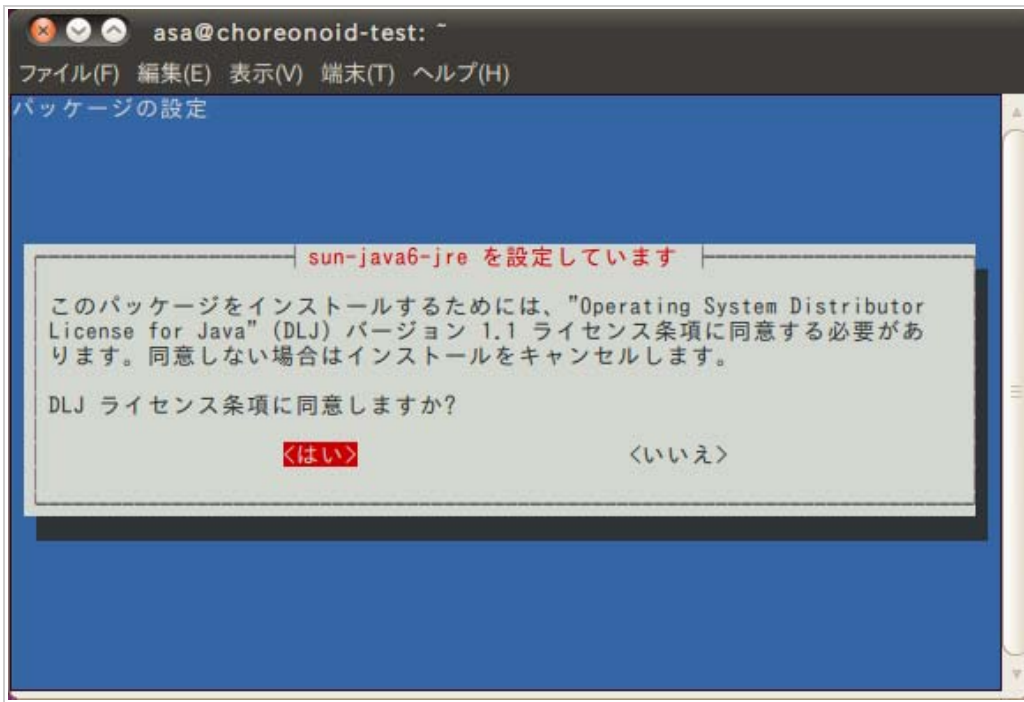 asa@choreonoid-test: ~
ファイル(F) 編集(E) 表示(V) 端末(T) ヘルプ(H)
パッケージの設定
sun-java6-jre を設定しています
このパッケージをインストールするためには、"Operating System Distributor
License for Java" (DLJ) バージョン 1.1 ライセンス条項に同意する必要があ
ります。同意しない場合はインストールをキャンセルします。
DLJ ライセンス条項に同意しますか?
<はい> <いいえ>